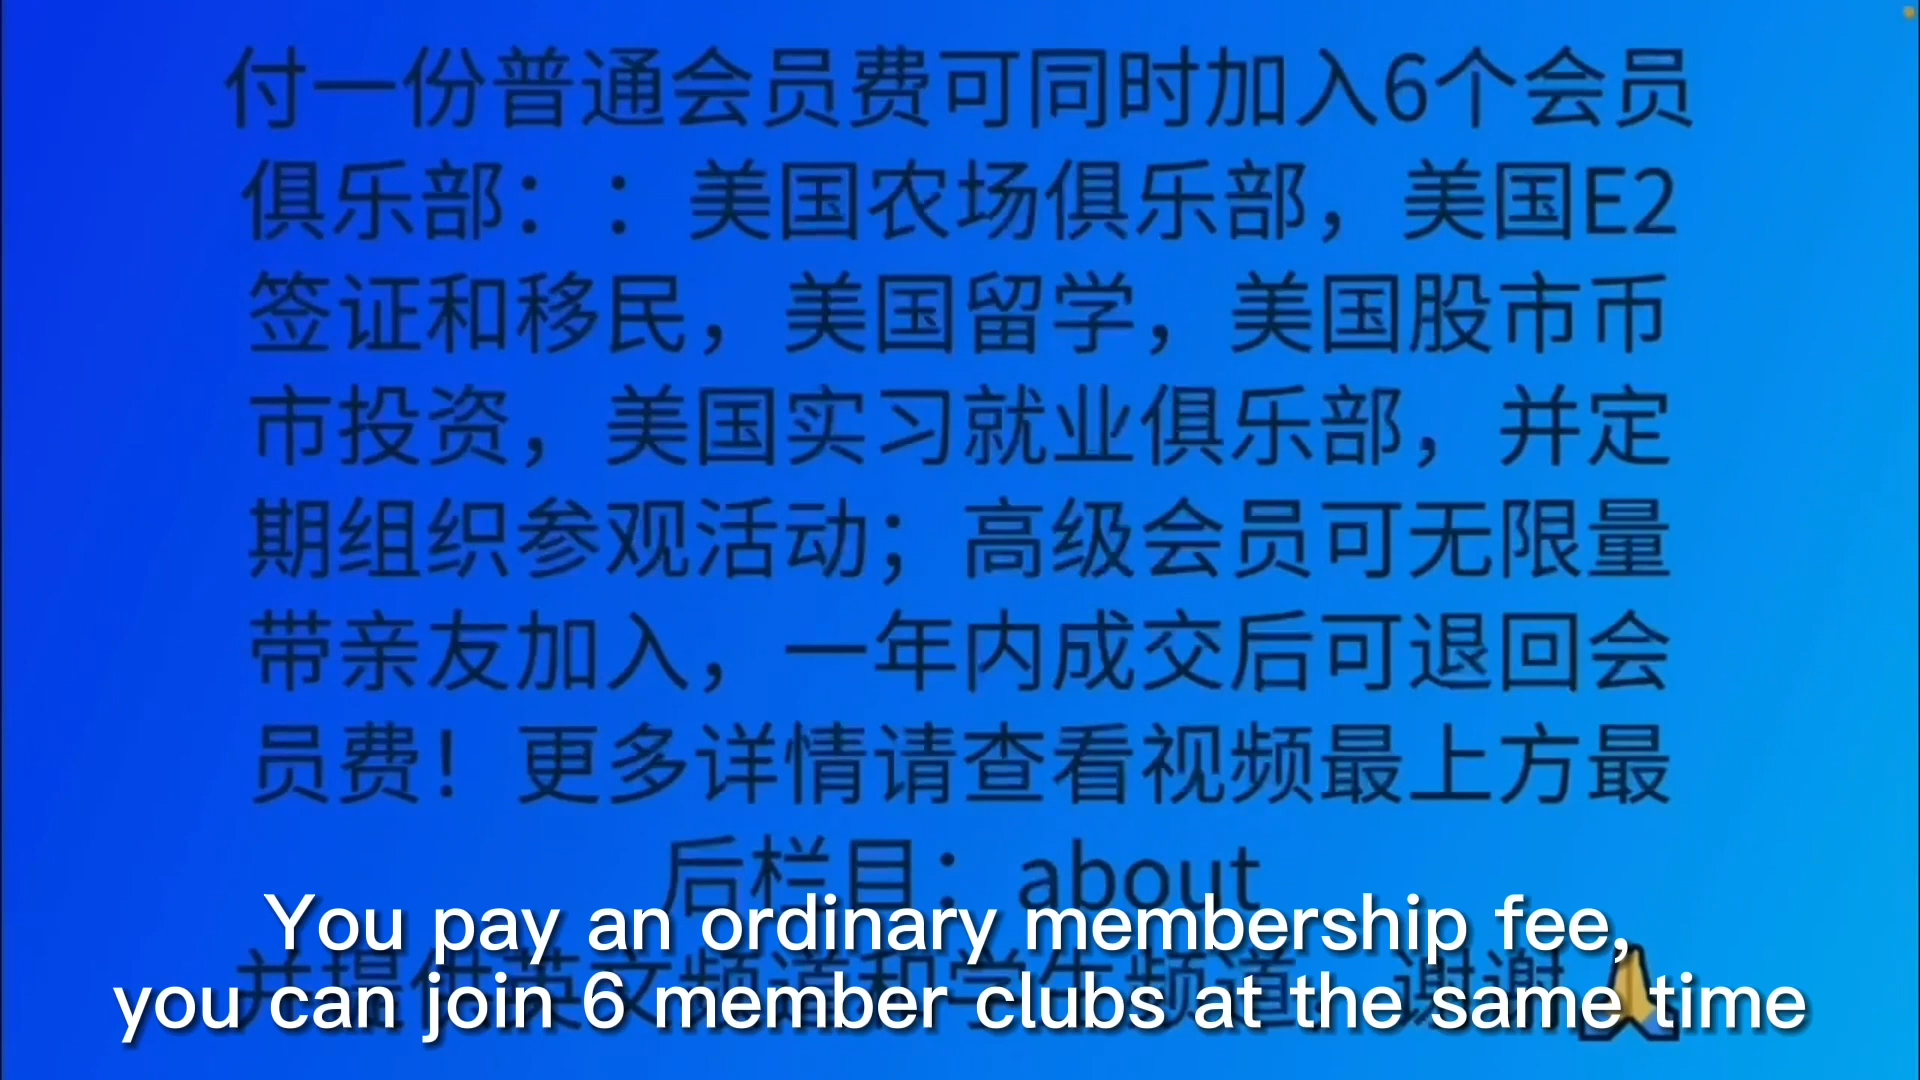 付一份普通会员费可同时加入6个会员
俱乐部：：美国农场俱乐部，美国E2
签证和移民，美国留学，美国股市币
市投资，美国实习就业俱乐部，并定
期组织参观活动；高级会员可无限量
带亲友加入，一年内成交后可退回会
员费！更多详情请查看视频最上方最
后栏目：about
并提供英文频道和学生频道，谢谢🙏
You pay an ordinary membership fee,
you can join 6 member clubs at the same time